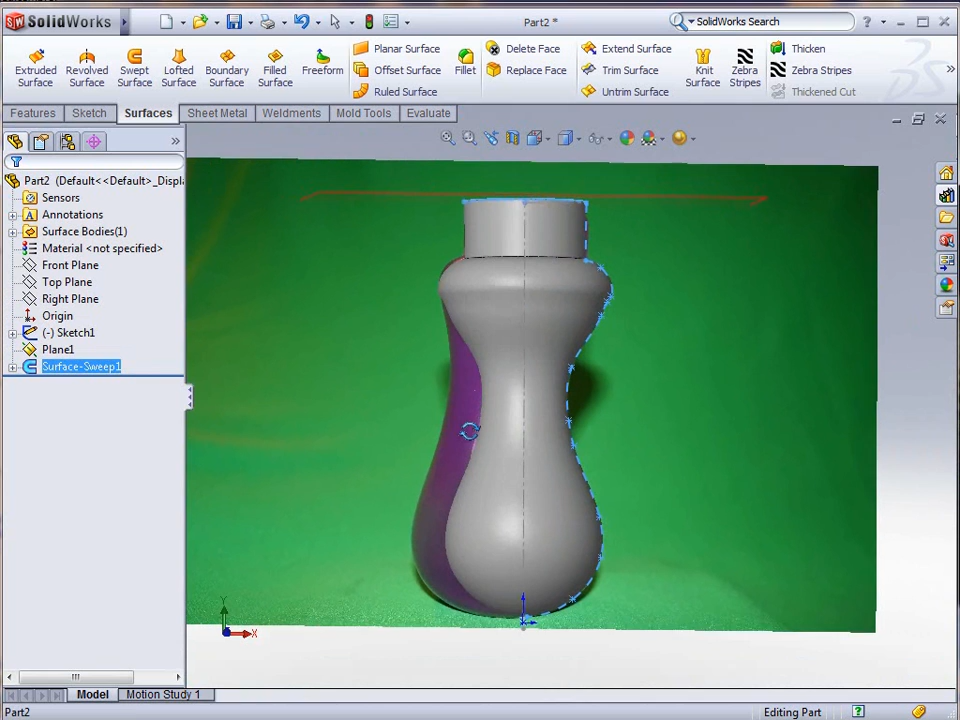 SolidWorks
Part2 *
SolidWorks Search
Extruded Surface
Revolved Surface
Swept Surface
Lofted Surface
Boundary Surface
Filled Surface
Freeform
Planar Surface
Offset Surface
Ruled Surface
Fillet
Delete Face
Replace Face
Extend Surface
Trim Surface
Untrim Surface
Knit Surface
Zebra Stripes
Thicken
Zebra Stripes
Thickened Cut
Features
Sketch
Surfaces
Sheet Metal
Weldments
Mold Tools
Evaluate
Part2 (Default<<Default>_Displ
Sensors
Annotations
Surface Bodies(1)
Material <not specified>
Front Plane
Top Plane
Right Plane
Origin
(-) Sketch1
Plane1
Surface-Sweep1
Y
X
Model
Motion Study 1
Part2
Editing Part